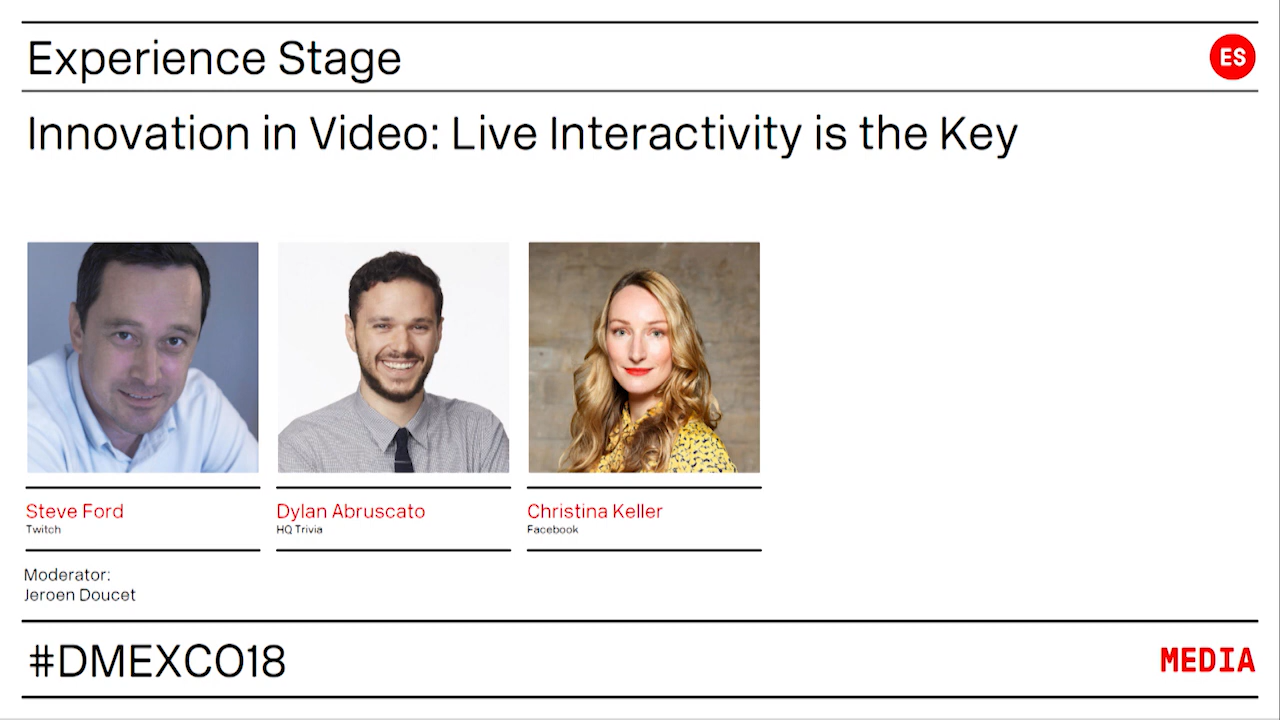 Experience Stage
ES
Innovation in Video: Live Interactivity is the Key
Steve Ford
Twitch
Dylan Abruscato
HQ Trivia
Christina Keller
Facebook
Moderator:
Jeroen Doucet
#DMEXCO18
MEDIA